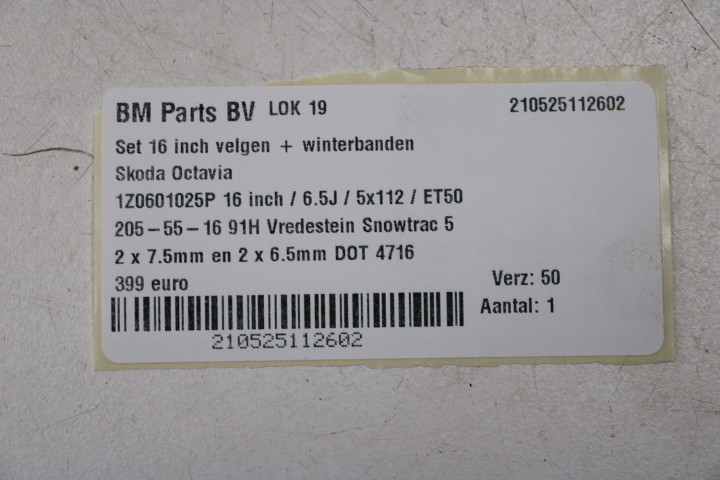 BM Parts BV LOK 19 210525112602
Set 16 inch velgen + winterbanden
Skoda Octavia
1Z0601025P 16 inch / 6.5J / 5x112 / ET50
205-55-16 91H Vredestein Snowtrac 5
2 x 7.5mm en 2 x 6.5mm DOT 4716
399 euro Verz: 50
Aantal: 1
210525112602